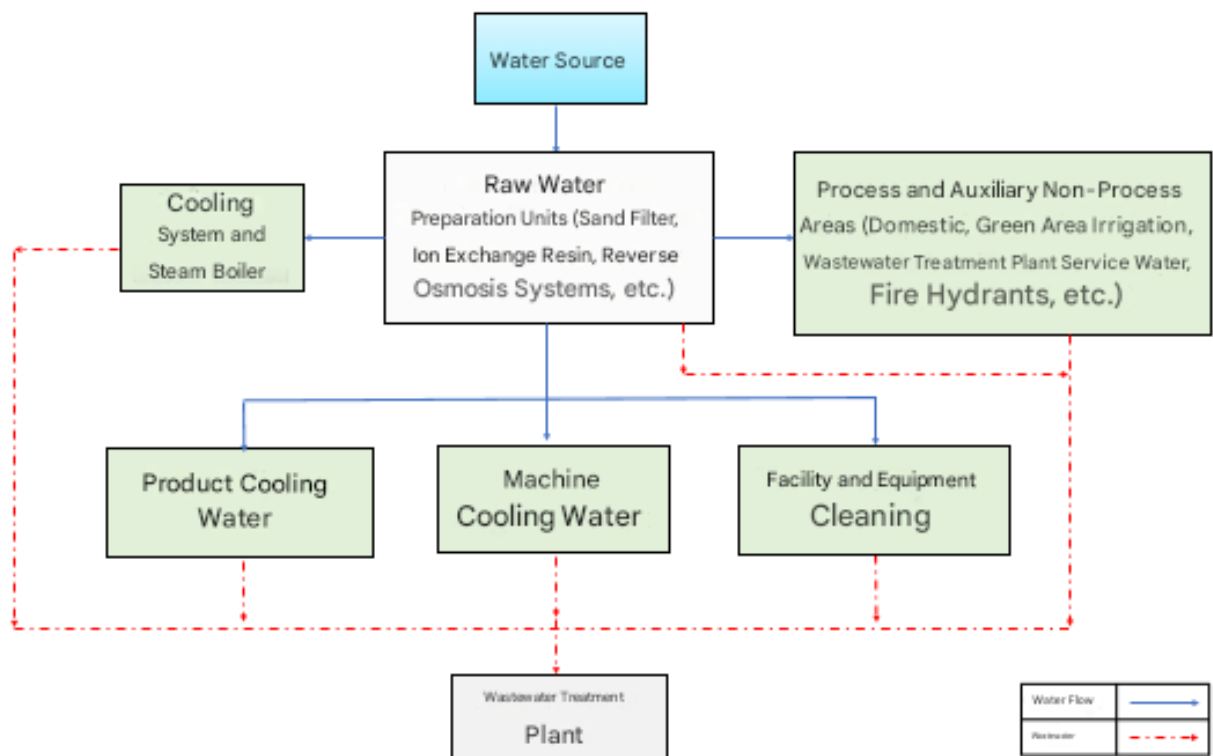 Water Source
Raw Water
Preparation Units (Sand Filter,
Ion Exchange Resin, Reverse
Osmosis Systems, etc.)
Cooling
System and
Steam Boiler
Process and Auxiliary Non-Process
Areas (Domestic, Green Area Irrigation,
Wastewater Treatment Plant Service Water,
Fire Hydrants, etc.)
Product Cooling
Water
Machine
Cooling Water
Facility and Equipment
Cleaning
Wastewater Treatment
Plant
Water Flow
Wastewater